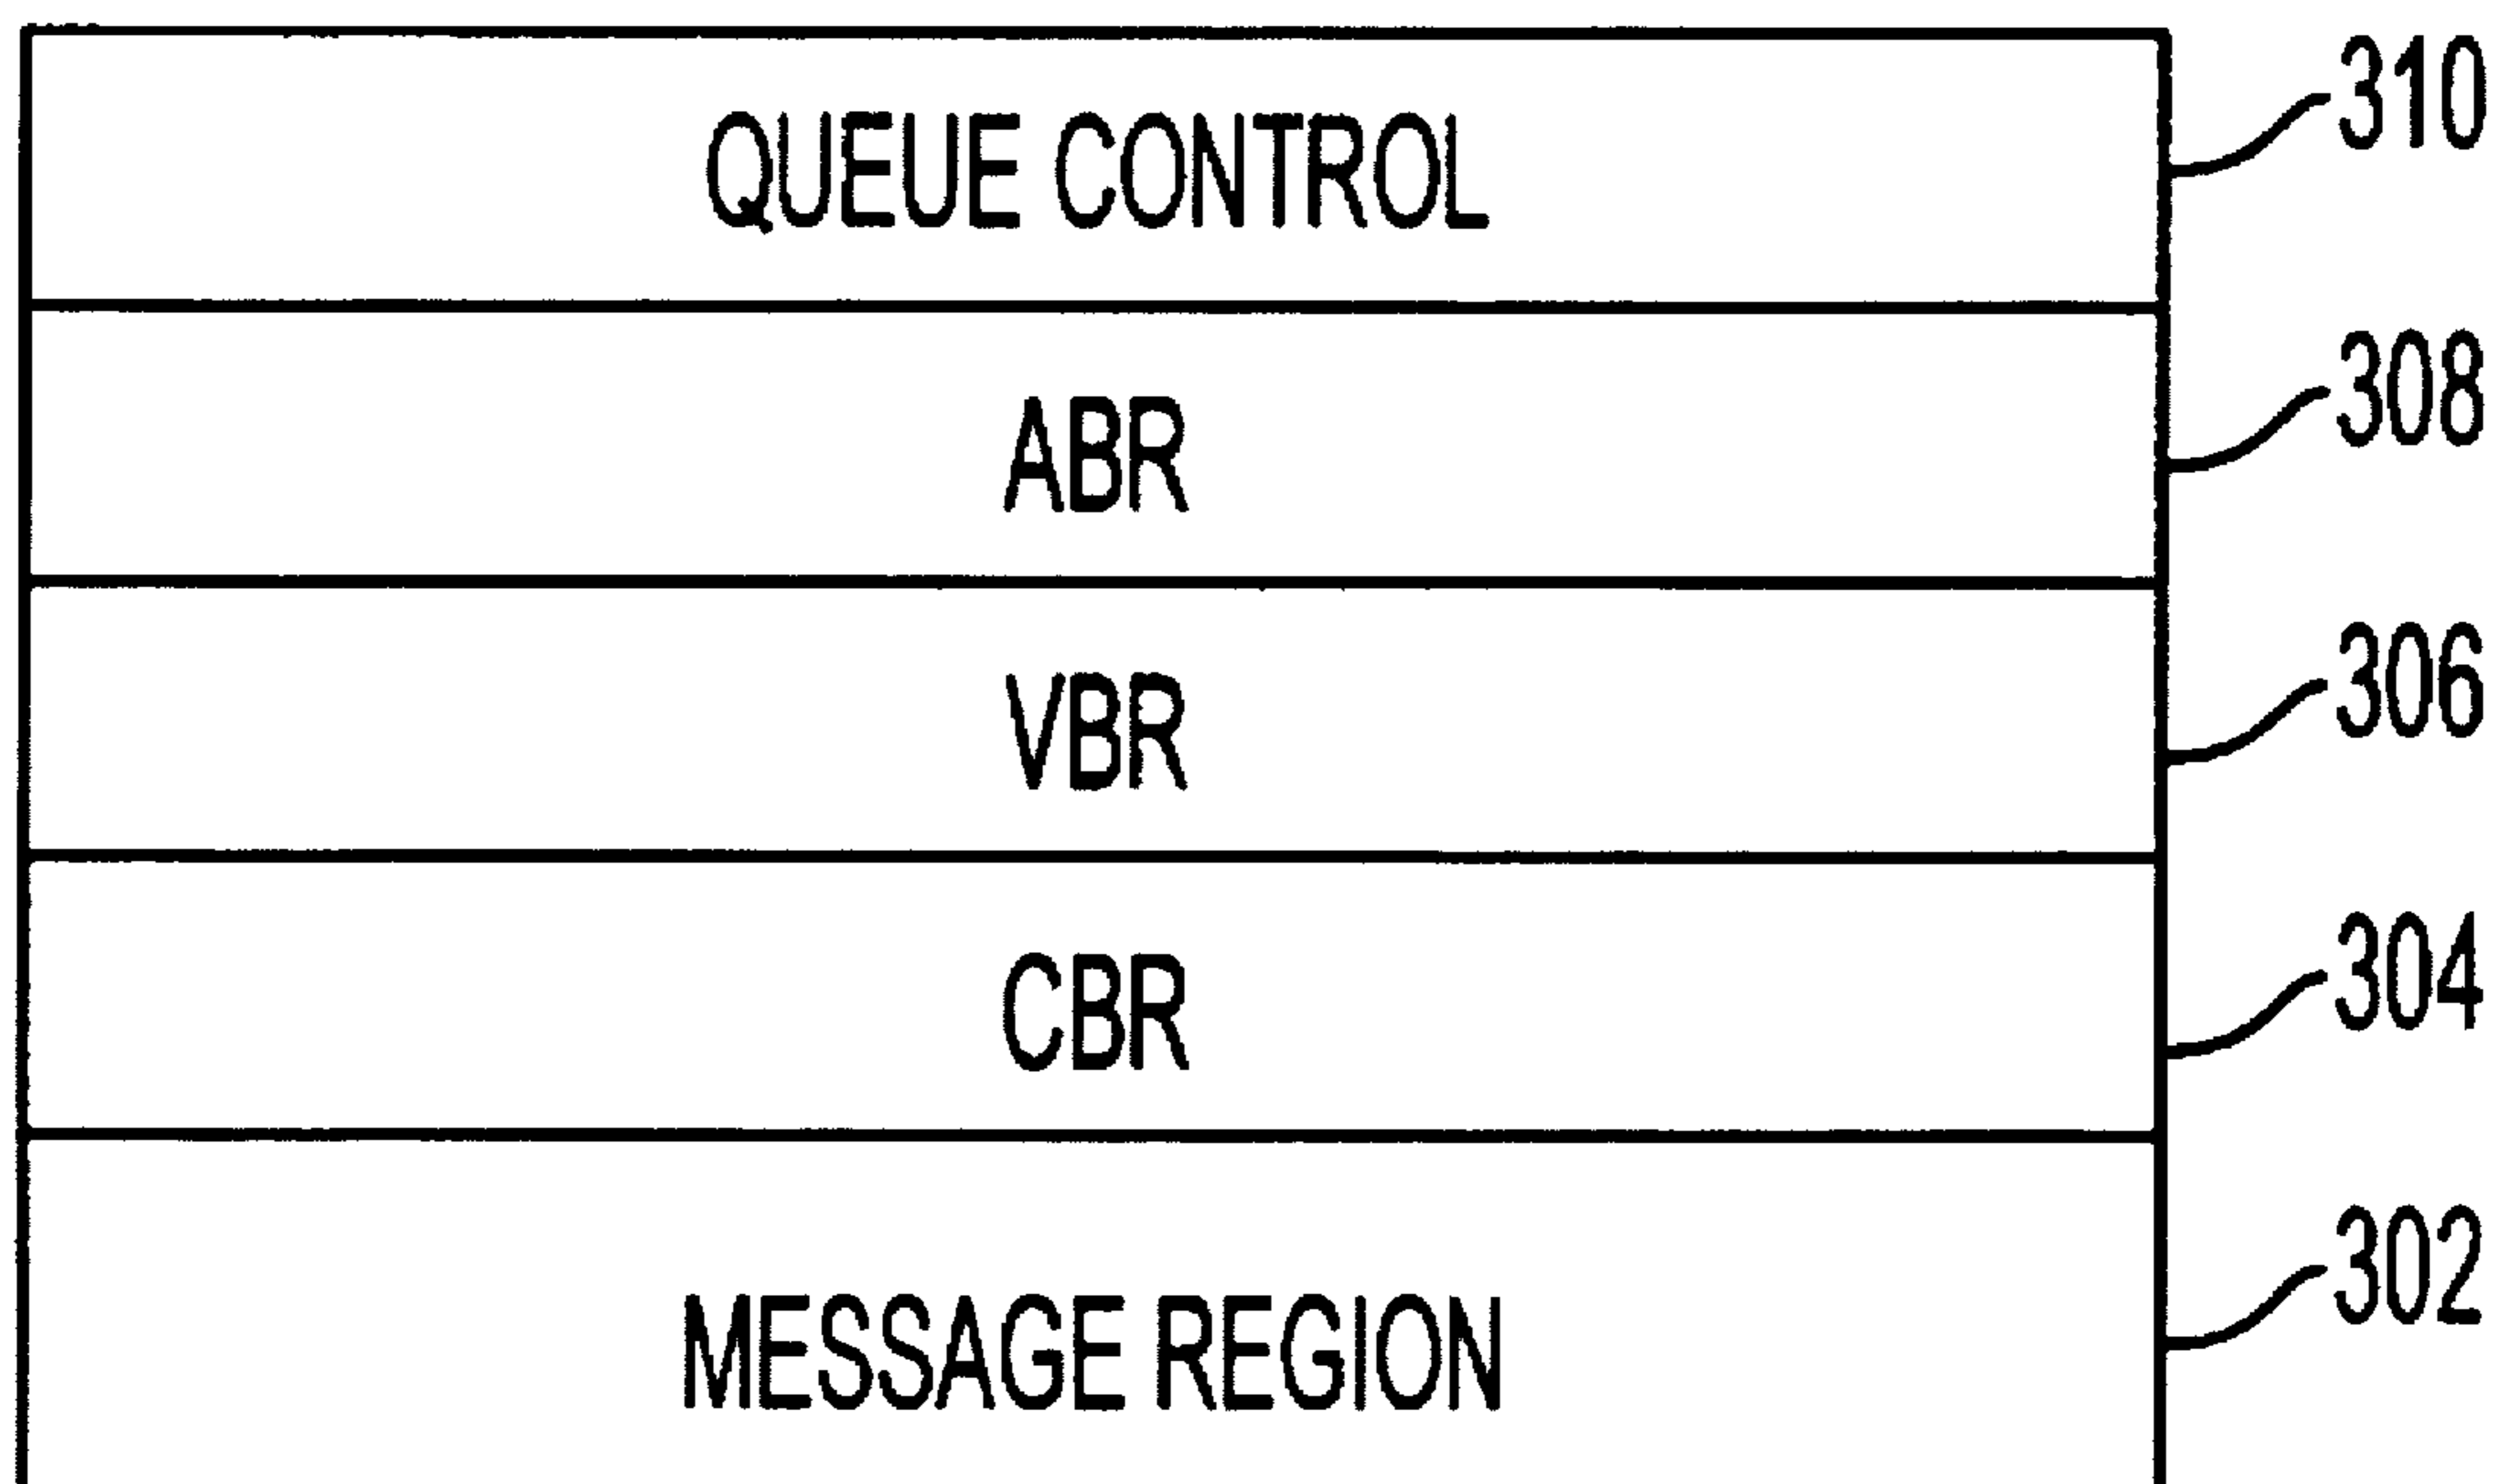 310
QUEUE CONTROL
308
ABR
306
VBR
304
CBR
302
MESSAGE REGION